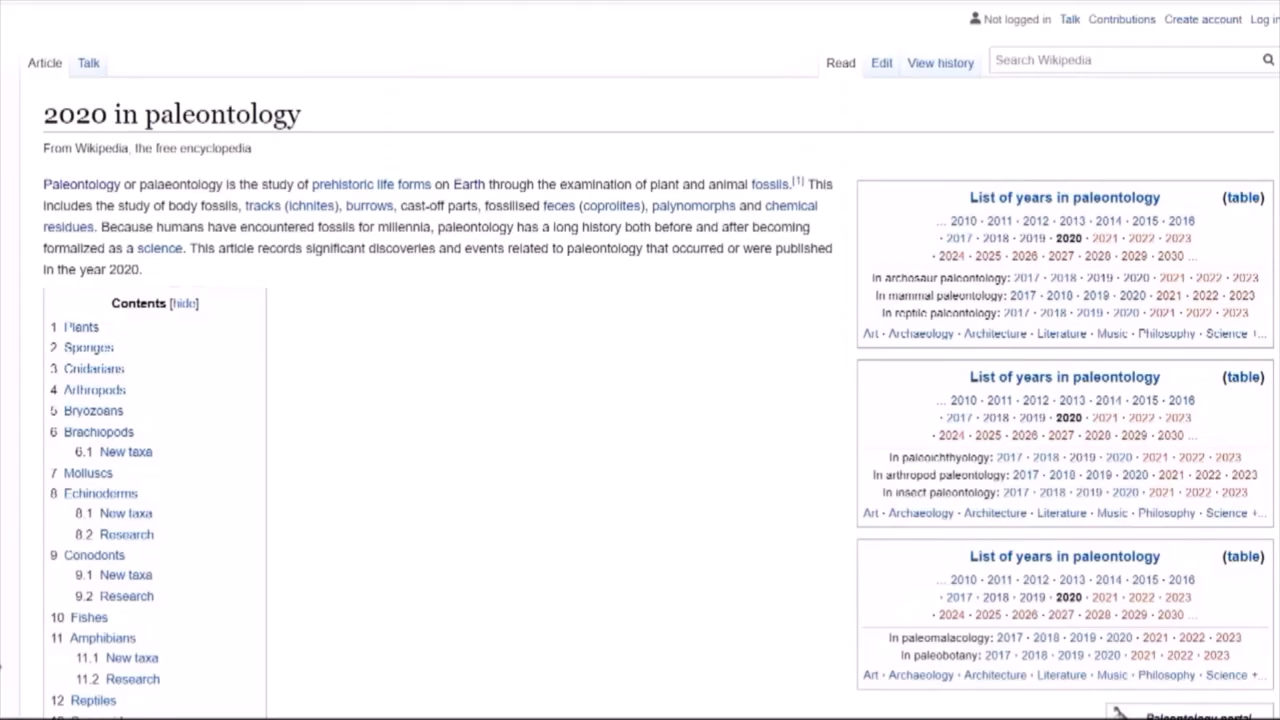 Not logged in Talk Contributions Create account Log in
Article Talk Read Edit View history Search Wikipedia
2020 in paleontology
From Wikipedia, the free encyclopedia
Paleontology or palaeontology is the study of prehistoric life forms on Earth through the examination of plant and animal fossils.[1] This
includes the study of body fossils, tracks (ichnites), burrows, cast-off parts, fossilised feces (coprolites), palynomorphs and chemical
residues. Because humans have encountered fossils for millennia, paleontology has a long history both before and after becoming
formalized as a science. This article records significant discoveries and events related to paleontology that occurred or were published
in the year 2020.
Contents [hide]
1 Plants
2 Sponges
3 Cnidarians
4 Arthropods
5 Bryozoans
6 Brachiopods
6.1 New taxa
7 Molluscs
8 Echinoderms
8.1 New taxa
8.2 Research
9 Conodonts
9.1 New taxa
9.2 Research
10 Fishes
11 Amphibians
11.1 New taxa
11.2 Research
12 Reptiles
List of years in paleontology (table)
... 2010 · 2011 · 2012 · 2013 · 2014 · 2015 · 2016
· 2017 · 2018 · 2019 · 2020 · 2021 · 2022 · 2023
· 2024 · 2025 · 2026 · 2027 · 2028 · 2029 · 2030 ...
In archosaur paleontology: 2017 · 2018 · 2019 · 2020 · 2021 · 2022 · 2023
In mammal paleontology: 2017 · 2018 · 2019 · 2020 · 2021 · 2022 · 2023
In reptile paleontology: 2017 · 2018 · 2019 · 2020 · 2021 · 2022 · 2023
Art · Archaeology · Architecture · Literature · Music · Philosophy · Science +...
List of years in paleontology (table)
... 2010 · 2011 · 2012 · 2013 · 2014 · 2015 · 2016
· 2017 · 2018 · 2019 · 2020 · 2021 · 2022 · 2023
· 2024 · 2025 · 2026 · 2027 · 2028 · 2029 · 2030 ...
In paleoichthyology: 2017 · 2018 · 2019 · 2020 · 2021 · 2022 · 2023
In arthropod paleontology: 2017 · 2018 · 2019 · 2020 · 2021 · 2022 · 2023
In insect paleontology: 2017 · 2018 · 2019 · 2020 · 2021 · 2022 · 2023
Art · Archaeology · Architecture · Literature · Music · Philosophy · Science +...
List of years in paleontology (table)
... 2010 · 2011 · 2012 · 2013 · 2014 · 2015 · 2016
· 2017 · 2018 · 2019 · 2020 · 2021 · 2022 · 2023
· 2024 · 2025 · 2026 · 2027 · 2028 · 2029 · 2030 ...
In paleomalacology: 2017 · 2018 · 2019 · 2020 · 2021 · 2022 · 2023
In paleobotany: 2017 · 2018 · 2019 · 2020 · 2021 · 2022 · 2023
Art · Archaeology · Architecture · Literature · Music · Philosophy · Science +...
Paleontology portal